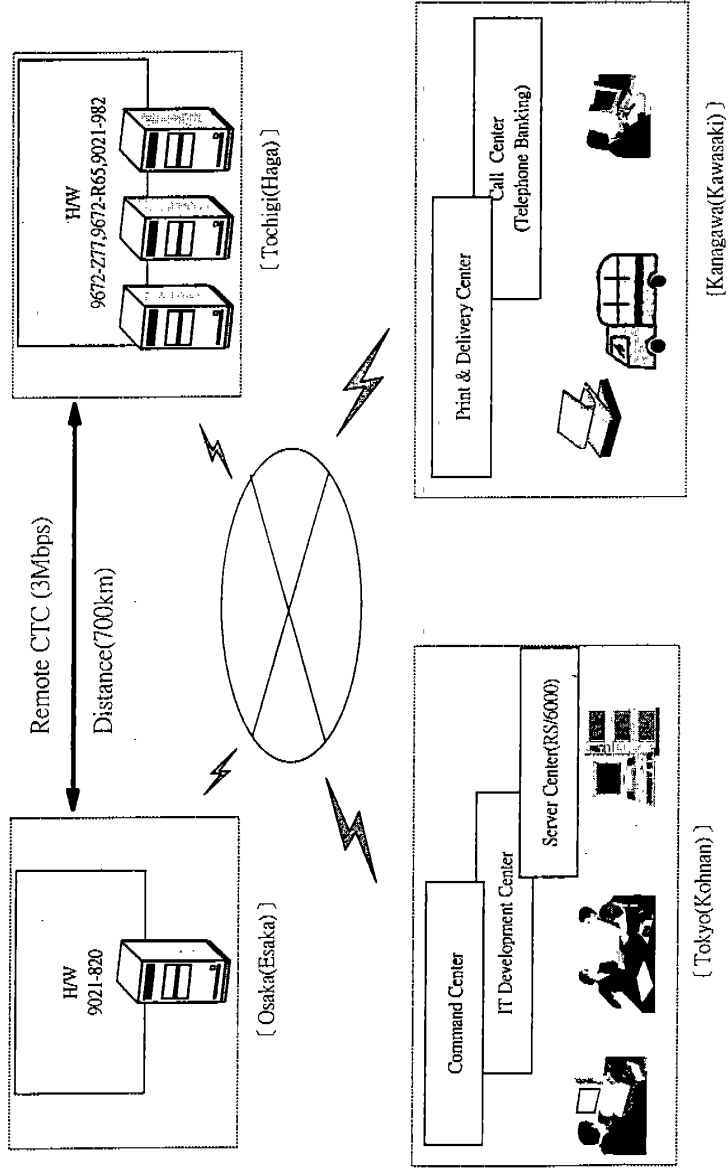 Remote CTC (3Mbps)
Distance(700km)
H/W
9021-820
[ Osaka(Esaka) ]
H/W
9672-Z77,9672-R65,9021-982
[ Tochigi(Haga) ]
Command Center
IT Development Center
Server Center(RS/6000)
[ Tokyo(Kohnan) ]
Print & Delivery Center
Call Center
(Telephone Banking)
[Kanagawa(Kawasaki) ]